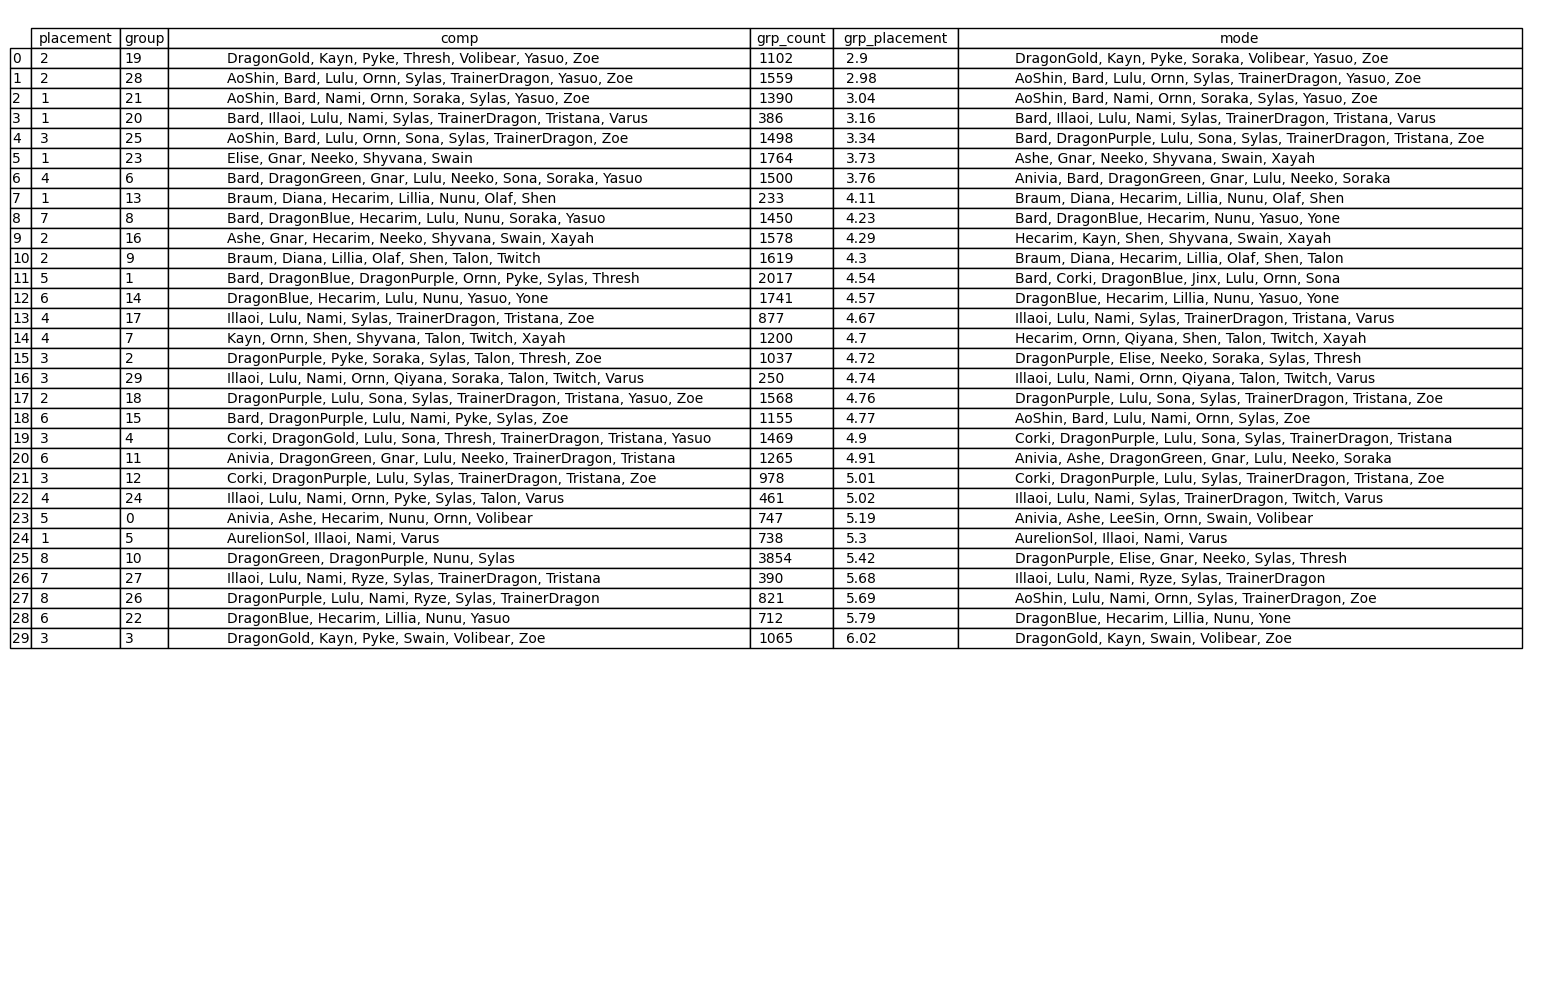 placement group comp grp_count grp_placement mode
0 2 19 DragonGold, Kayn, Pyke, Thresh, Volibear, Yasuo, Zoe 1102 2.9 DragonGold, Kayn, Pyke, Soraka, Volibear, Yasuo, Zoe
1 2 28 AoShin, Bard, Lulu, Ornn, Sylas, TrainerDragon, Yasuo, Zoe 1559 2.98 AoShin, Bard, Lulu, Ornn, Sylas, TrainerDragon, Yasuo, Zoe
2 1 21 AoShin, Bard, Nami, Ornn, Soraka, Sylas, Yasuo, Zoe 1390 3.04 AoShin, Bard, Nami, Ornn, Soraka, Sylas, Yasuo, Zoe
3 1 20 Bard, Illaoi, Lulu, Nami, Sylas, TrainerDragon, Tristana, Varus 386 3.16 Bard, Illaoi, Lulu, Nami, Sylas, TrainerDragon, Tristana, Varus
4 3 25 AoShin, Bard, Lulu, Ornn, Sona, Sylas, TrainerDragon, Zoe 1498 3.34 Bard, DragonPurple, Lulu, Sona, Sylas, TrainerDragon, Tristana, Zoe
5 1 23 Elise, Gnar, Neeko, Shyvana, Swain 1764 3.73 Ashe, Gnar, Neeko, Shyvana, Swain, Xayah
6 4 6 Bard, DragonGreen, Gnar, Lulu, Neeko, Sona, Soraka, Yasuo 1500 3.76 Anivia, Bard, DragonGreen, Gnar, Lulu, Neeko, Soraka
7 1 13 Braum, Diana, Hecarim, Lillia, Nunu, Olaf, Shen 233 4.11 Braum, Diana, Hecarim, Lillia, Nunu, Olaf, Shen
8 7 8 Bard, DragonBlue, Hecarim, Lulu, Nunu, Soraka, Yasuo 1450 4.23 Bard, DragonBlue, Hecarim, Nunu, Yasuo, Yone
9 2 16 Ashe, Gnar, Hecarim, Neeko, Shyvana, Swain, Xayah 1578 4.29 Hecarim, Kayn, Shen, Shyvana, Swain, Xayah
10 2 9 Braum, Diana, Lillia, Olaf, Shen, Talon, Twitch 1619 4.3 Braum, Diana, Hecarim, Lillia, Olaf, Shen, Talon
11 5 1 Bard, DragonBlue, DragonPurple, Ornn, Pyke, Sylas, Thresh 2017 4.54 Bard, Corki, DragonBlue, Jinx, Lulu, Ornn, Sona
12 6 14 DragonBlue, Hecarim, Lulu, Nunu, Yasuo, Yone 1741 4.57 DragonBlue, Hecarim, Lillia, Nunu, Yasuo, Yone
13 4 17 Illaoi, Lulu, Nami, Sylas, TrainerDragon, Tristana, Zoe 877 4.67 Illaoi, Lulu, Nami, Sylas, TrainerDragon, Tristana, Varus
14 4 7 Kayn, Ornn, Shen, Shyvana, Talon, Twitch, Xayah 1200 4.7 Hecarim, Ornn, Qiyana, Shen, Talon, Twitch, Xayah
15 3 2 DragonPurple, Pyke, Soraka, Sylas, Talon, Thresh, Zoe 1037 4.72 DragonPurple, Elise, Neeko, Soraka, Sylas, Thresh
16 3 29 Illaoi, Lulu, Nami, Ornn, Qiyana, Soraka, Talon, Twitch, Varus 250 4.74 Illaoi, Lulu, Nami, Ornn, Qiyana, Talon, Twitch, Varus
17 2 18 DragonPurple, Lulu, Sona, Sylas, TrainerDragon, Tristana, Yasuo, Zoe 1568 4.76 DragonPurple, Lulu, Sona, Sylas, TrainerDragon, Tristana, Zoe
18 6 15 Bard, DragonPurple, Lulu, Nami, Pyke, Sylas, Zoe 1155 4.77 AoShin, Bard, Lulu, Nami, Ornn, Sylas, Zoe
19 3 4 Corki, DragonGold, Lulu, Sona, Thresh, TrainerDragon, Tristana, Yasuo 1469 4.9 Corki, DragonPurple, Lulu, Sona, Sylas, TrainerDragon, Tristana
20 6 11 Anivia, DragonGreen, Gnar, Lulu, Neeko, TrainerDragon, Tristana 1265 4.91 Anivia, Ashe, DragonGreen, Gnar, Lulu, Neeko, Soraka
21 3 12 Corki, DragonPurple, Lulu, Sylas, TrainerDragon, Tristana, Zoe 978 5.01 Corki, DragonPurple, Lulu, Sylas, TrainerDragon, Tristana, Zoe
22 4 24 Illaoi, Lulu, Nami, Ornn, Pyke, Sylas, Talon, Varus 461 5.02 Illaoi, Lulu, Nami, Sylas, TrainerDragon, Twitch, Varus
23 5 0 Anivia, Ashe, Hecarim, Nunu, Ornn, Volibear 747 5.19 Anivia, Ashe, LeeSin, Ornn, Swain, Volibear
24 1 5 AurelionSol, Illaoi, Nami, Varus 738 5.3 AurelionSol, Illaoi, Nami, Varus
25 8 10 DragonGreen, DragonPurple, Nunu, Sylas 3854 5.42 DragonPurple, Elise, Gnar, Neeko, Sylas, Thresh
26 7 27 Illaoi, Lulu, Nami, Ryze, Sylas, TrainerDragon, Tristana 390 5.68 Illaoi, Lulu, Nami, Ryze, Sylas, TrainerDragon
27 8 26 DragonPurple, Lulu, Nami, Ryze, Sylas, TrainerDragon 821 5.69 AoShin, Lulu, Nami, Ornn, Sylas, TrainerDragon, Zoe
28 6 22 DragonBlue, Hecarim, Lillia, Nunu, Yasuo 712 5.79 DragonBlue, Hecarim, Lillia, Nunu, Yone
29 3 3 DragonGold, Kayn, Pyke, Swain, Volibear, Zoe 1065 6.02 DragonGold, Kayn, Swain, Volibear, Zoe